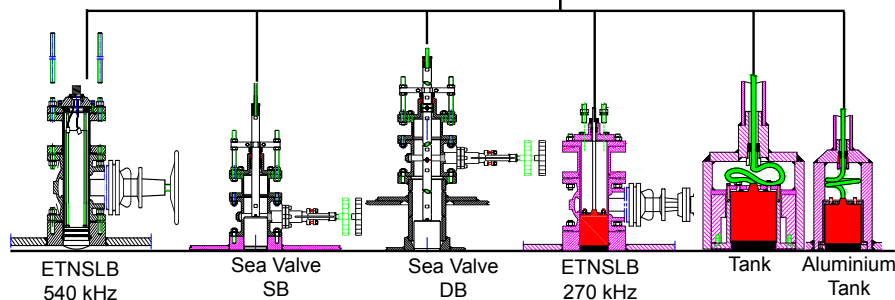 ETNSLB
540 kHz
Sea Valve
SB
Sea Valve
DB
ETNSLB
270 kHz
Tank
Aluminium
Tank